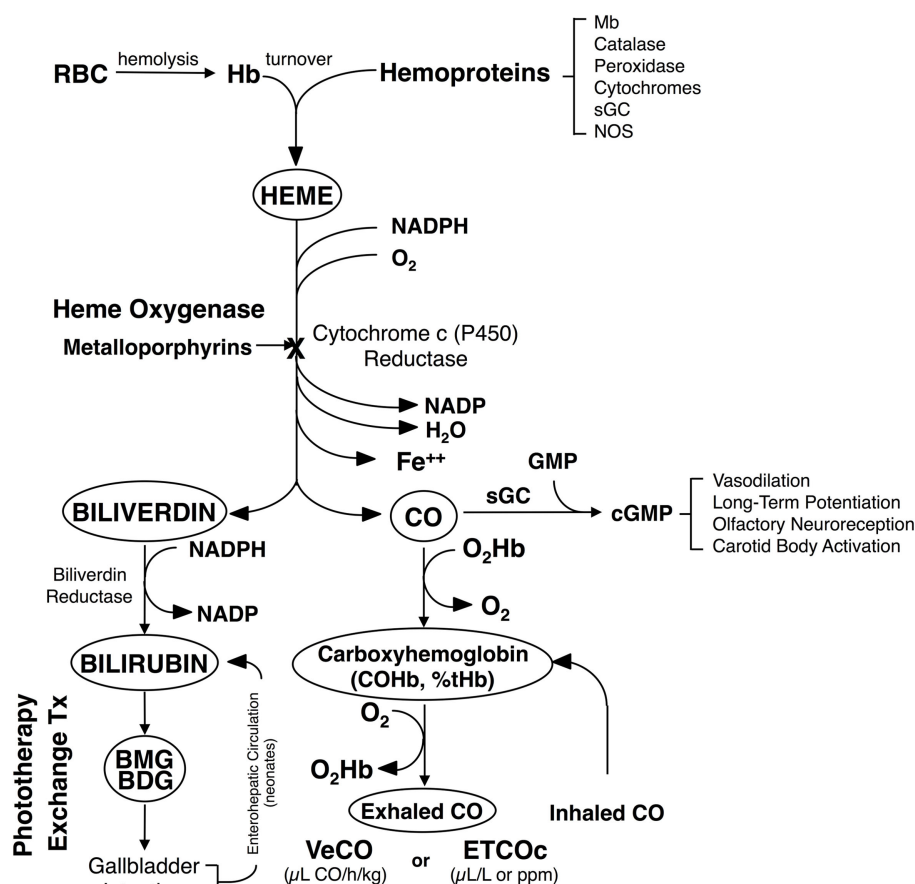 RBC
hemolysis
Hb
turnover
Hemoproteins
Mb
Catalase
Peroxidase
Cytochromes
sGC
NOS
HEME
NADPH
O₂
Heme Oxygenase
Metalloporphyrins
X
Cytochrome c (P450)
Reductase
NADP
H₂O
Fe⁺⁺
BILIVERDIN
CO
sGC
GMP
cGMP
Vasodilation
Long-Term Potentiation
Olfactory Neuroreception
Carotid Body Activation
NADPH
Biliverdin
Reductase
NADP
O₂Hb
O₂
BILIRUBIN
Carboxyhemoglobin
(COHb, %tHb)
Phototherapy
Exchange Tx
BMG
BDG
Enterohepatic Circulation
(neonates)
O₂
O₂Hb
Exhaled CO
Inhaled CO
VeCO
(µL CO/h/kg)
or
ETCOc
(µL/L or ppm)
Gallbladder